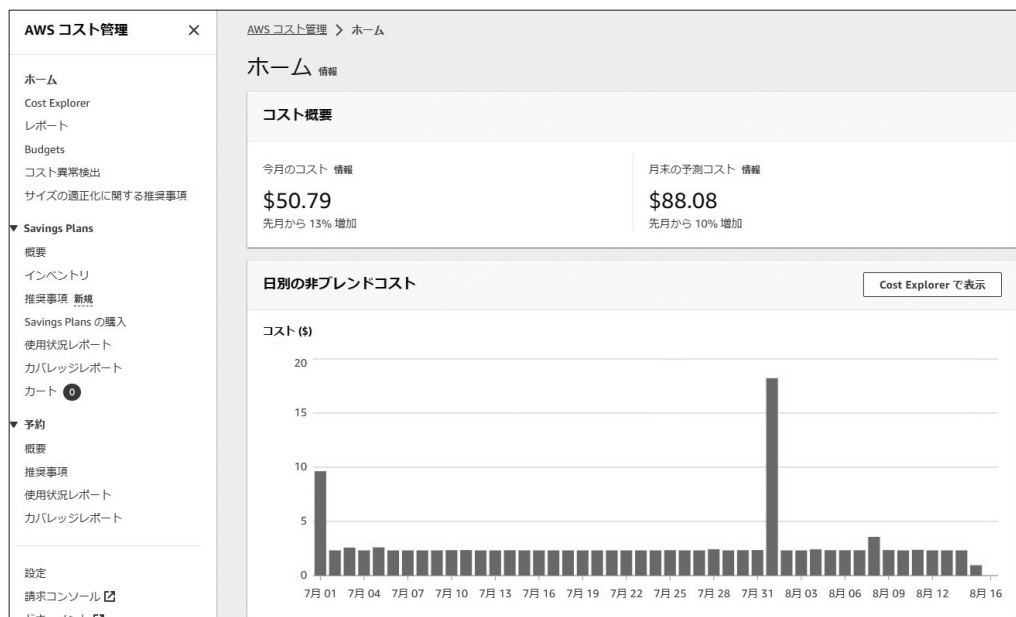 AWS コスト管理
ホーム
Cost Explorer
レポート
Budgets
コスト異常検出
サイズの適正化に関する推奨事項
Savings Plans
概要
インベントリ
推奨事項 新規
Savings Plans の購入
使用状況レポート
カバレッジレポート
カート 0
予約
概要
推奨事項
使用状況レポート
カバレッジレポート
設定
請求コンソール
AWS コスト管理 > ホーム
ホーム 情報
コスト概要
今月のコスト 情報
$50.79
先月から 13% 増加
月末の予測コスト 情報
$88.08
先月から 10% 増加
日別の非ブレンドコスト
Cost Explorer で表示
コスト ($)
20
15
10
5
0
7月 01 7月 04 7月 07 7月 10 7月 13 7月 16 7月 19 7月 22 7月 25 7月 28 7月 31 8月 03 8月 06 8月 09 8月 12 8月 16